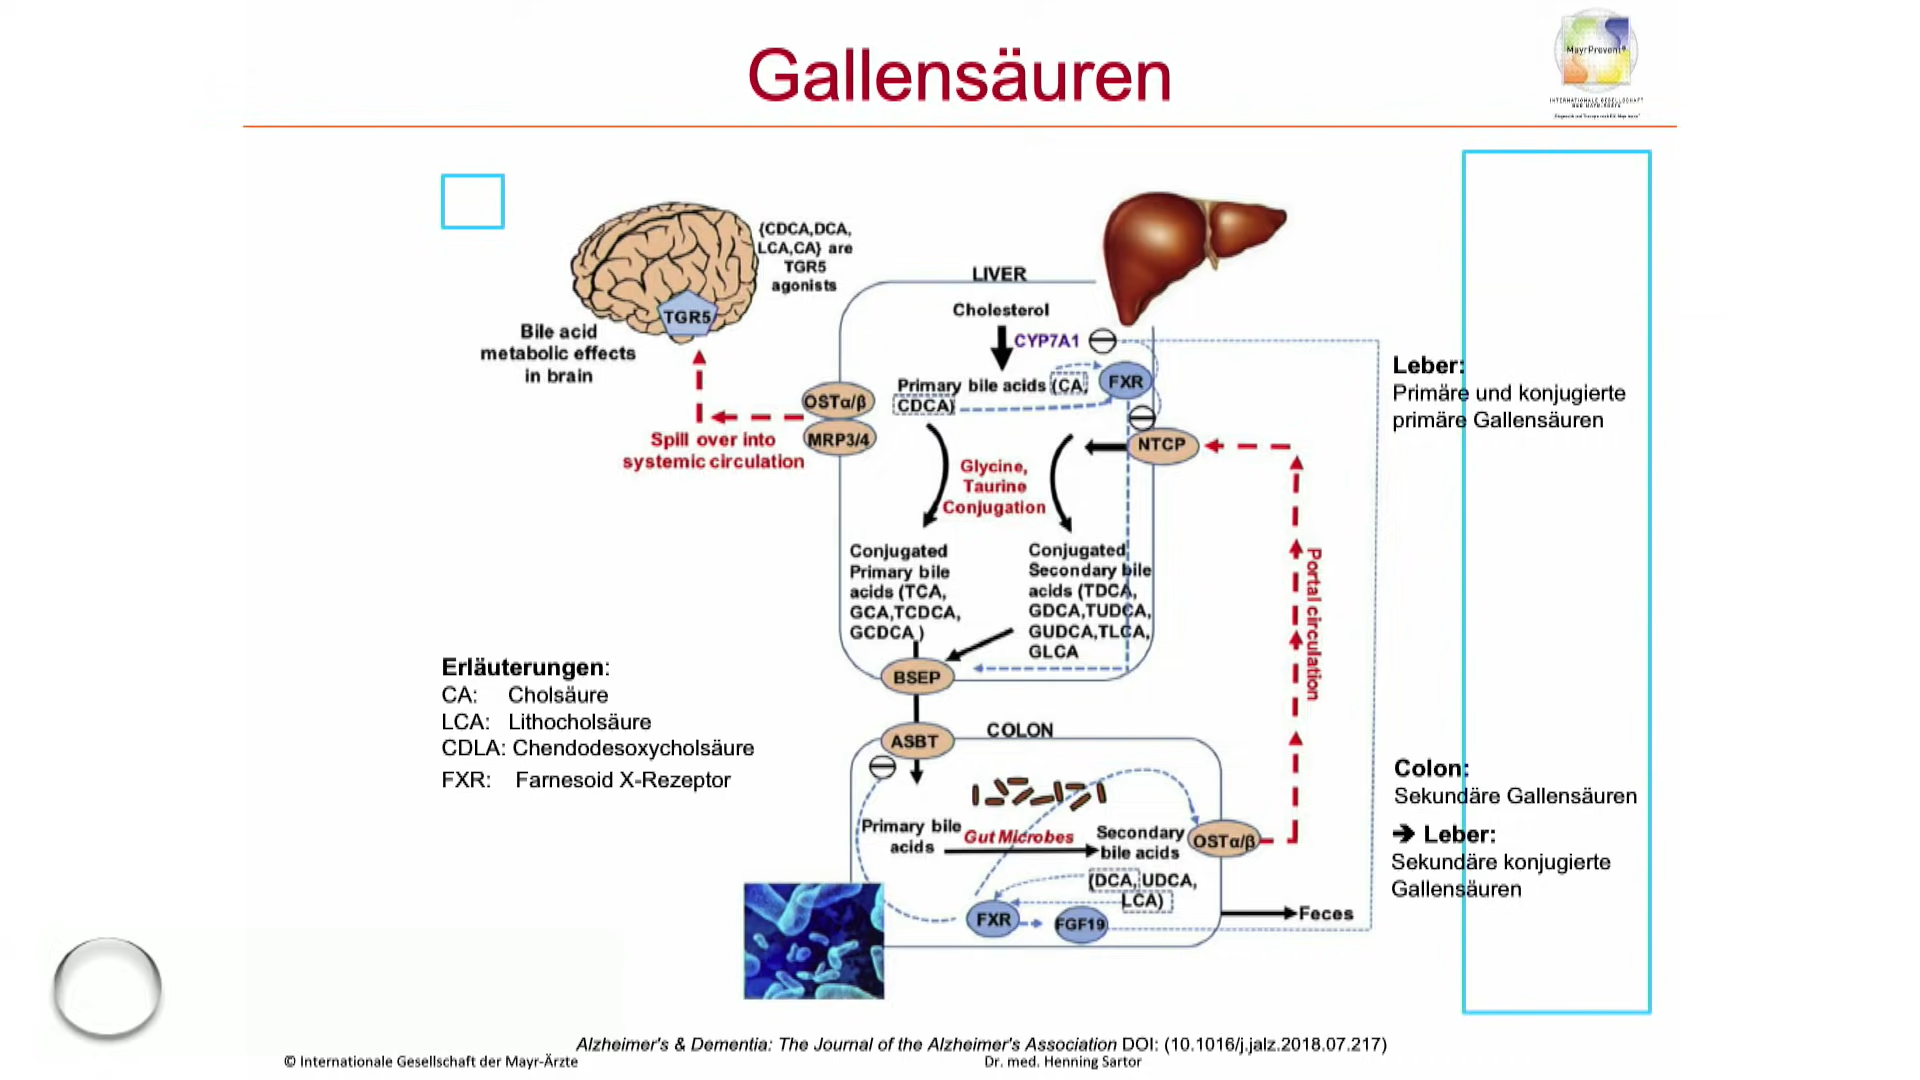 Gallensäuren
MayrPrevent®
INTERNATIONALE GESELLSCHAFT
DER MAYR-ÄRZTE
{CDCA,DCA,
LCA,CA} are
TGR5
agonists
TGR5
Bile acid
metabolic effects
in brain
LIVER
Cholesterol
CYP7A1
Primary bile acids (CA,
CDCA)
FXR
OSTα/β
MRP3/4
NTCP
Spill over into
systemic circulation
Glycine,
Taurine
Conjugation
Conjugated
Primary bile
acids (TCA,
GCA,TCDCA,
GCDCA )
Conjugated
Secondary bile
acids (TDCA,
GDCA,TUDCA,
GUDCA,TLCA,
GLCA
BSEP
Portal circulation
Leber:
Primäre und konjugierte
primäre Gallensäuren
Erläuterungen:
CA: Cholsäure
LCA: Lithocholsäure
CDLA: Chendodesoxycholsäure
FXR: Farnesoid X-Rezeptor
ASBT
COLON
Primary bile
acids
Gut Microbes
Secondary
bile acids
OSTα/β
(DCA, UDCA,
LCA)
FXR
FGF19
Feces
Colon:
Sekundäre Gallensäuren
➔ Leber:
Sekundäre konjugierte
Gallensäuren
Alzheimer's & Dementia: The Journal of the Alzheimer's Association DOI: (10.1016/j.jalz.2018.07.217)
© Internationale Gesellschaft der Mayr-Ärzte
Dr. med. Henning Sartor